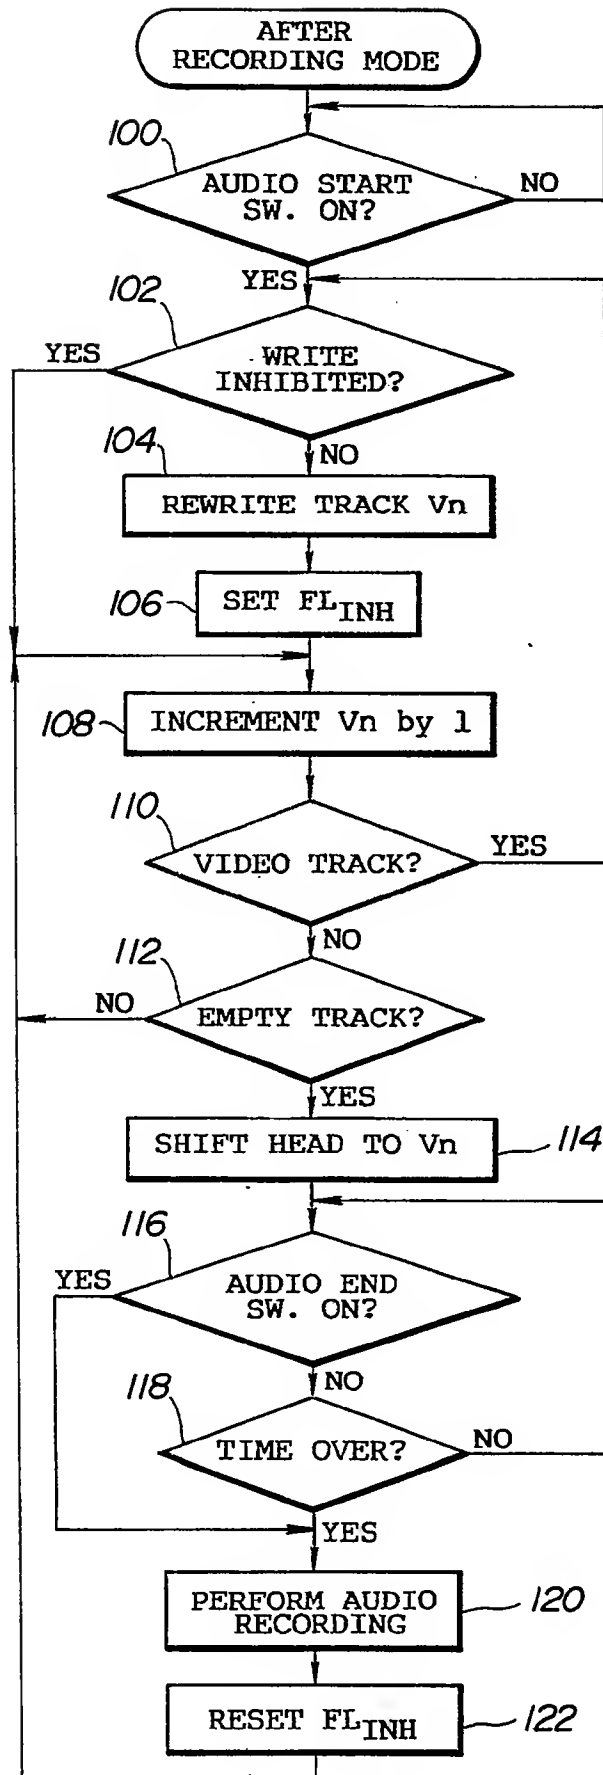 AFTER
RECORDING MODE
100
AUDIO START
SW. ON?
NO
YES
102
YES
WRITE
INHIBITED?
104
NO
REWRITE TRACK Vn
106
SET FLINH
108
INCREMENT Vn by 1
110
VIDEO TRACK?
YES
NO
112
NO
EMPTY TRACK?
YES
SHIFT HEAD TO Vn
114
116
YES
AUDIO END
SW. ON?
118
NO
TIME OVER?
NO
YES
PERFORM AUDIO
RECORDING
120
RESET FLINH
122